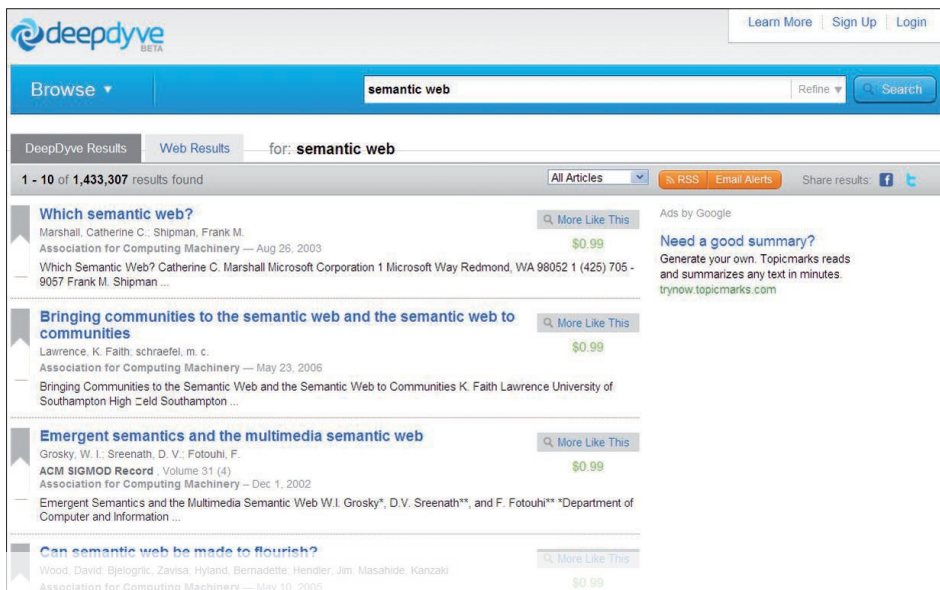 deepdyve
BETA
Learn More Sign Up Login
Browse
semantic web
Refine
Search
DeepDyve Results Web Results for: semantic web
1 - 10 of 1,433,307 results found
All Articles
RSS Email Alerts
Share results:
Which semantic web?
More Like This
Marshall, Catherine C.; Shipman, Frank M.
$0.99
Association for Computing Machinery — Aug 26, 2003
Which Semantic Web? Catherine C. Marshall Microsoft Corporation 1 Microsoft Way Redmond, WA 98052 1 (425) 705 -
9057 Frank M. Shipman ...
Ads by Google
Need a good summary?
Generate your own. Topicmarks reads
and summarizes any text in minutes.
trynow.topicmarks.com
Bringing communities to the semantic web and the semantic web to
communities
More Like This
$0.99
Lawrence, K. Faith; schraefel, m. c.
Association for Computing Machinery — May 23, 2006
Bringing Communities to the Semantic Web and the Semantic Web to Communities K. Faith Lawrence University of
Southampton High □eld Southampton ...
Emergent semantics and the multimedia semantic web
More Like This
Grosky, W. I.; Sreenath, D. V.; Fotouhi, F.
$0.99
ACM SIGMOD Record , Volume 31 (4)
Association for Computing Machinery – Dec 1, 2002
Emergent Semantics and the Multimedia Semantic Web W.I. Grosky*, D.V. Sreenath**, and F. Fotouhi** *Department of
Computer and Information ...
Can semantic web be made to flourish?
More Like This
Wood, David; Bjelogrlic, Zavisa; Hyland, Bernadette; Hendler, Jim; Masahide, Kanzaki
$0.99
Association for Computing Machinery — May 10, 2005